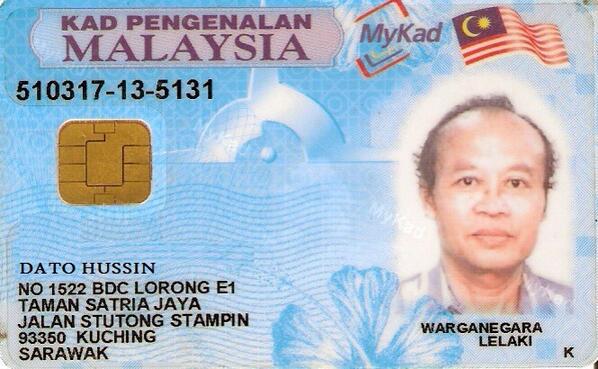 KAD PENGENALAN
MALAYSIA
MyKad
510317-13-5131
MyKad
DATO HUSSIN
NO 1522 BDC LORONG E1
TAMAN SATRIA JAYA
JALAN STUTONG STAMPIN
93350 KUCHING
SARAWAK
WARGANEGARA
LELAKI
K